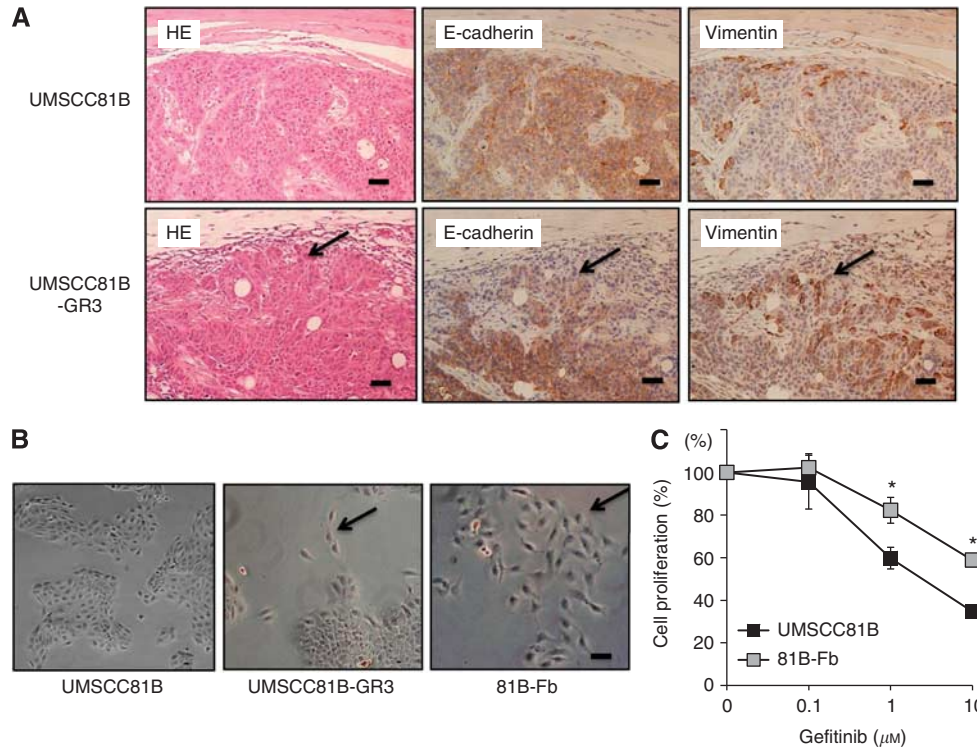 A
HE
E-cadherin
Vimentin
UMSCC81B
HE
E-cadherin
Vimentin
UMSCC81B
-GR3
B
UMSCC81B
UMSCC81B-GR3
81B-Fb
C
(%)
Cell proliferation (%)
100
80
60
40
20
0
*
*
UMSCC81B
81B-Fb
0
0.1
1
10
Gefitinib (μM)